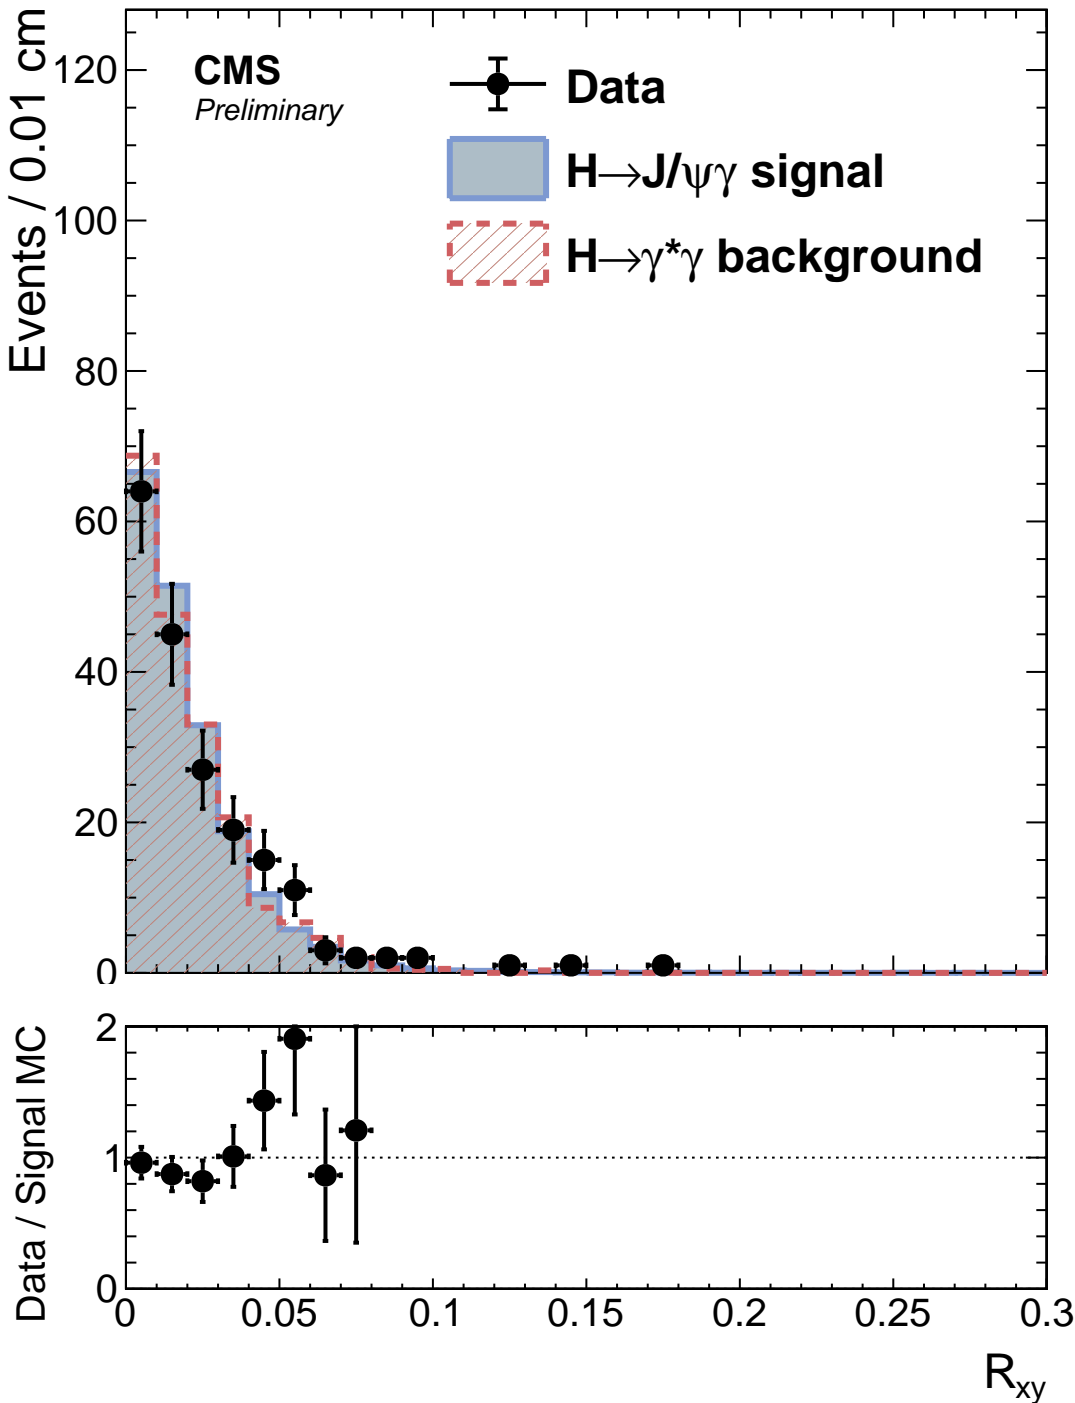 Events / 0.01 cm
120
100
80
60
40
20
0
CMS
Preliminary
Data
H→J/ψγ signal
H→γ*γ background
Data / Signal MC
2
1
0
0 0.05 0.1 0.15 0.2 0.25 0.3
R_xy